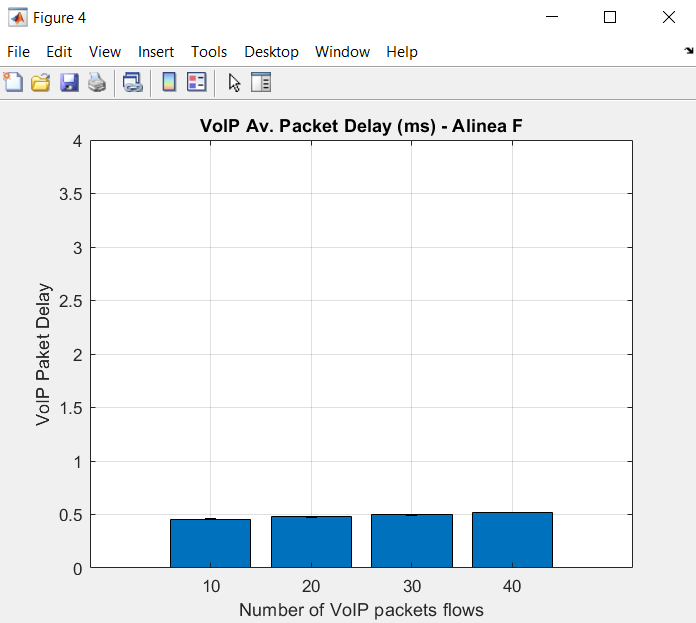 Figure 4
File Edit View Insert Tools Desktop Window Help
VoIP Av. Packet Delay (ms) - Alinea F
4
3.5
3
2.5
2
1.5
1
0.5
0
VoIP Paket Delay
10 20 30 40
Number of VoIP packets flows